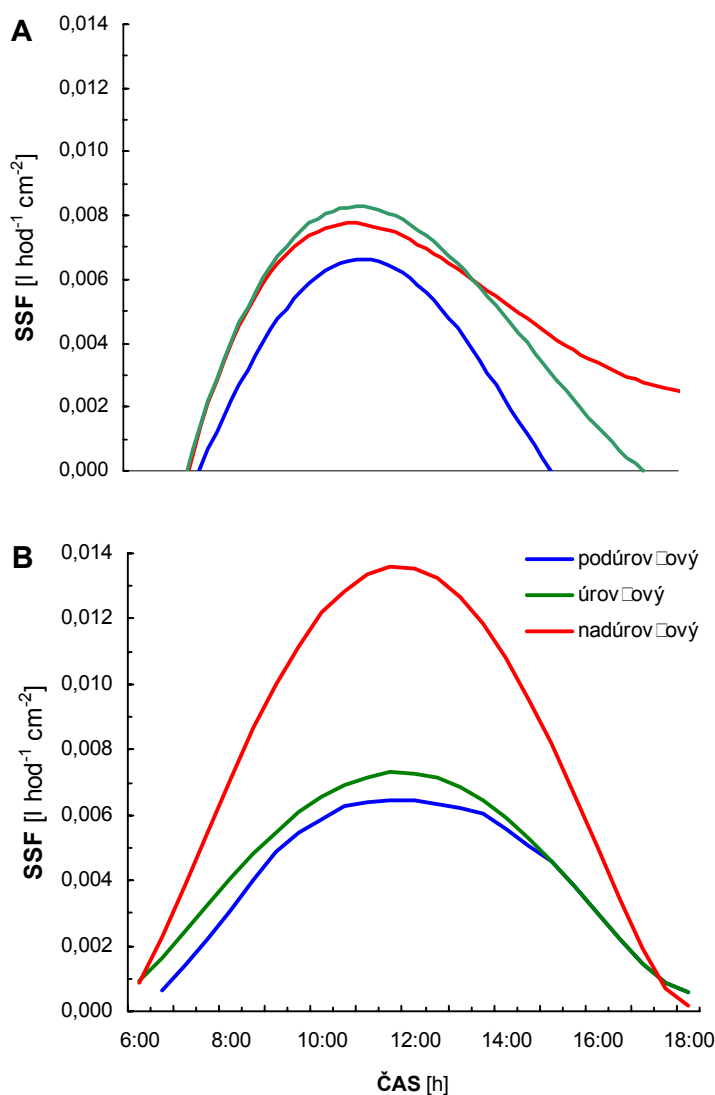 A
0,014
0,012
0,010
0,008
0,006
0,004
0,002
0,000
SSF [l hod⁻¹ cm⁻²]
B
0,014
0,012
0,010
0,008
0,006
0,004
0,002
0,000
SSF [l hod⁻¹ cm⁻²]
podúrov□ový
úrov□ový
nadúrov□ový
6:00 8:00 10:00 12:00 14:00 16:00 18:00
ČAS [h]